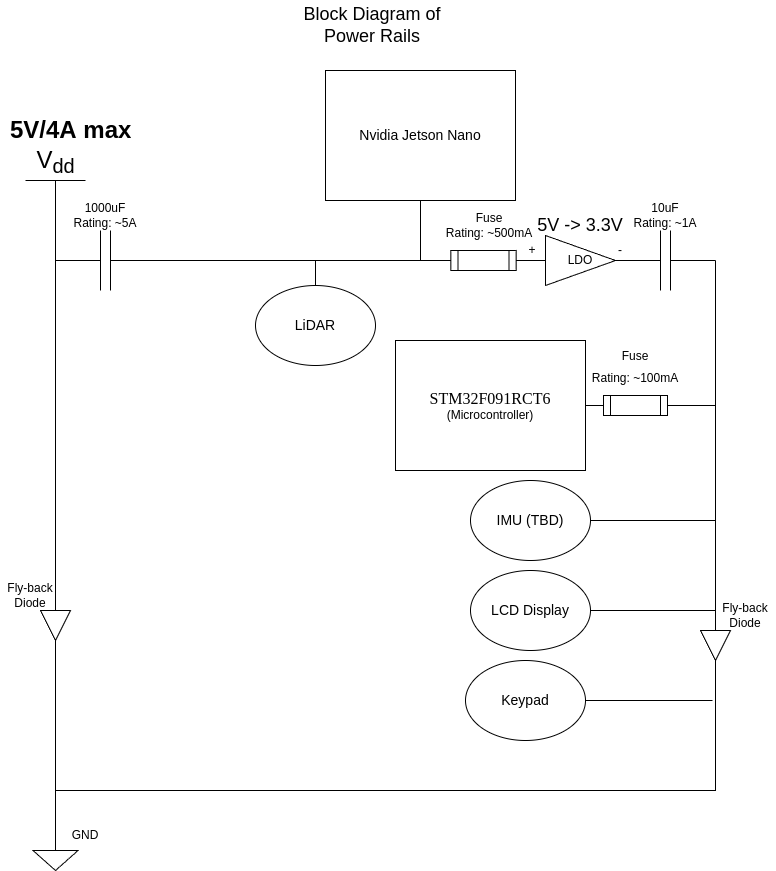 Block Diagram of
Power Rails
Nvidia Jetson Nano
5V/4A max
Vdd
1000uF
Rating: ~5A
Fuse
Rating: ~500mA
5V -> 3.3V
10uF
Rating: ~1A
+
-
LDO
LiDAR
Fuse
Rating: ~100mA
STM32F091RCT6
(Microcontroller)
IMU (TBD)
Fly-back
Diode
LCD Display
Fly-back
Diode
Keypad
GND